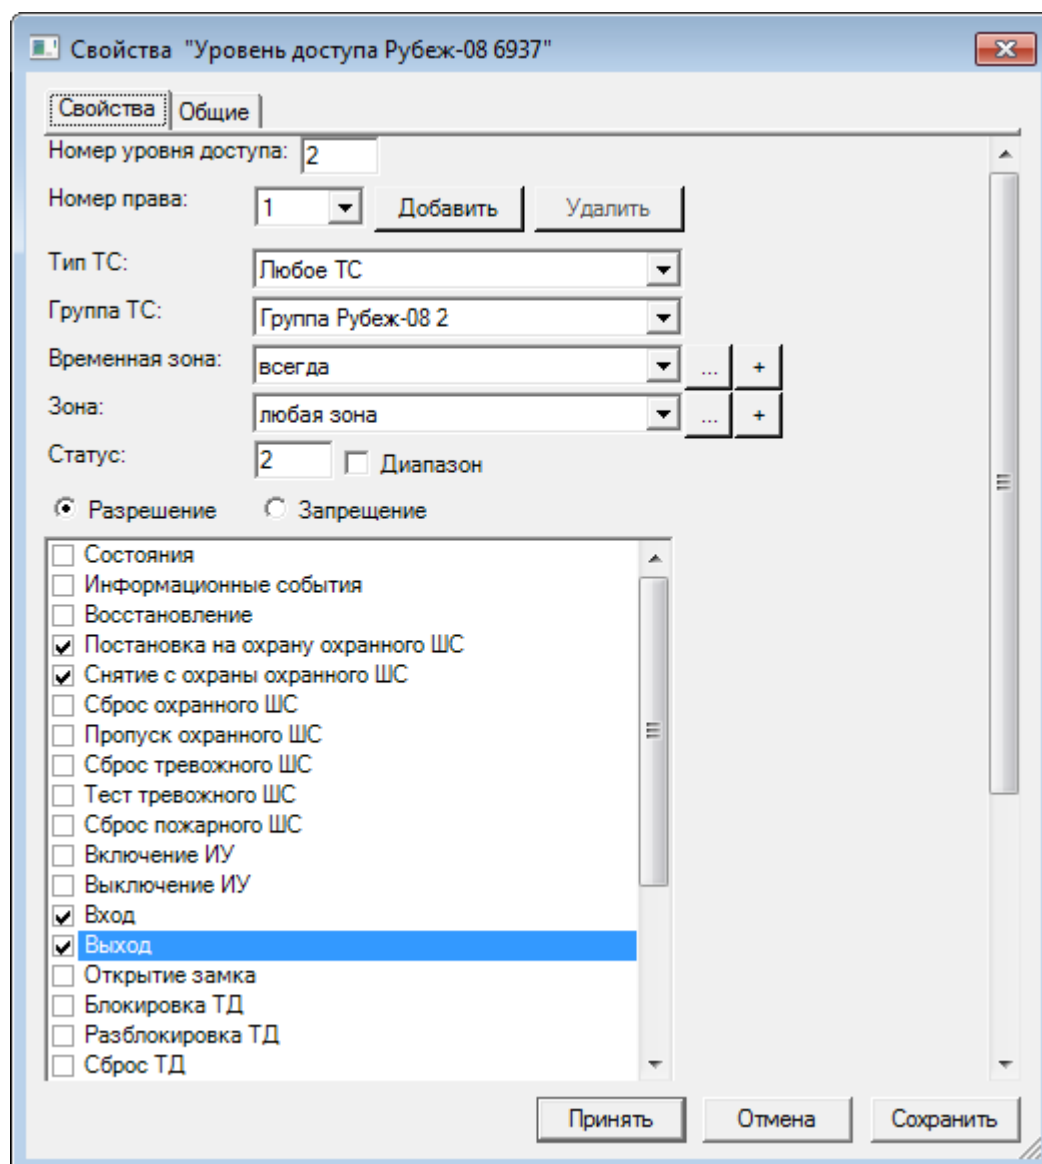 Свойства "Уровень доступа Рубеж-08 6937"
Свойства Общие
Номер уровня доступа: 2
Номер права: 1 Добавить Удалить
Тип ТС: Любое ТС
Группа ТС: Группа Рубеж-08 2
Временная зона: всегда ... +
Зона: любая зона ... +
Статус: 2 Диапазон
Разрешение Запрещение
Состояния
Информационные события
Восстановление
Постановка на охрану охранного ШС
Снятие с охраны охранного ШС
Сброс охранного ШС
Пропуск охранного ШС
Сброс тревожного ШС
Тест тревожного ШС
Сброс пожарного ШС
Включение ИУ
Выключение ИУ
Вход
Выход
Открытие замка
Блокировка ТД
Разблокировка ТД
Сброс ТД
Принять Отмена Сохранить